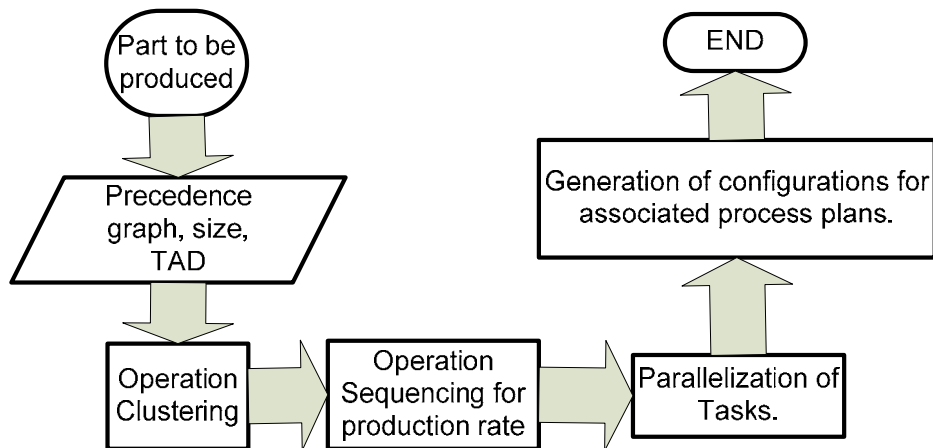 Part to be
produced
Precedence
graph, size,
TAD
Operation
Clustering
Operation
Sequencing for
production rate
Parallelization of
Tasks.
Generation of configurations for
associated process plans.
END